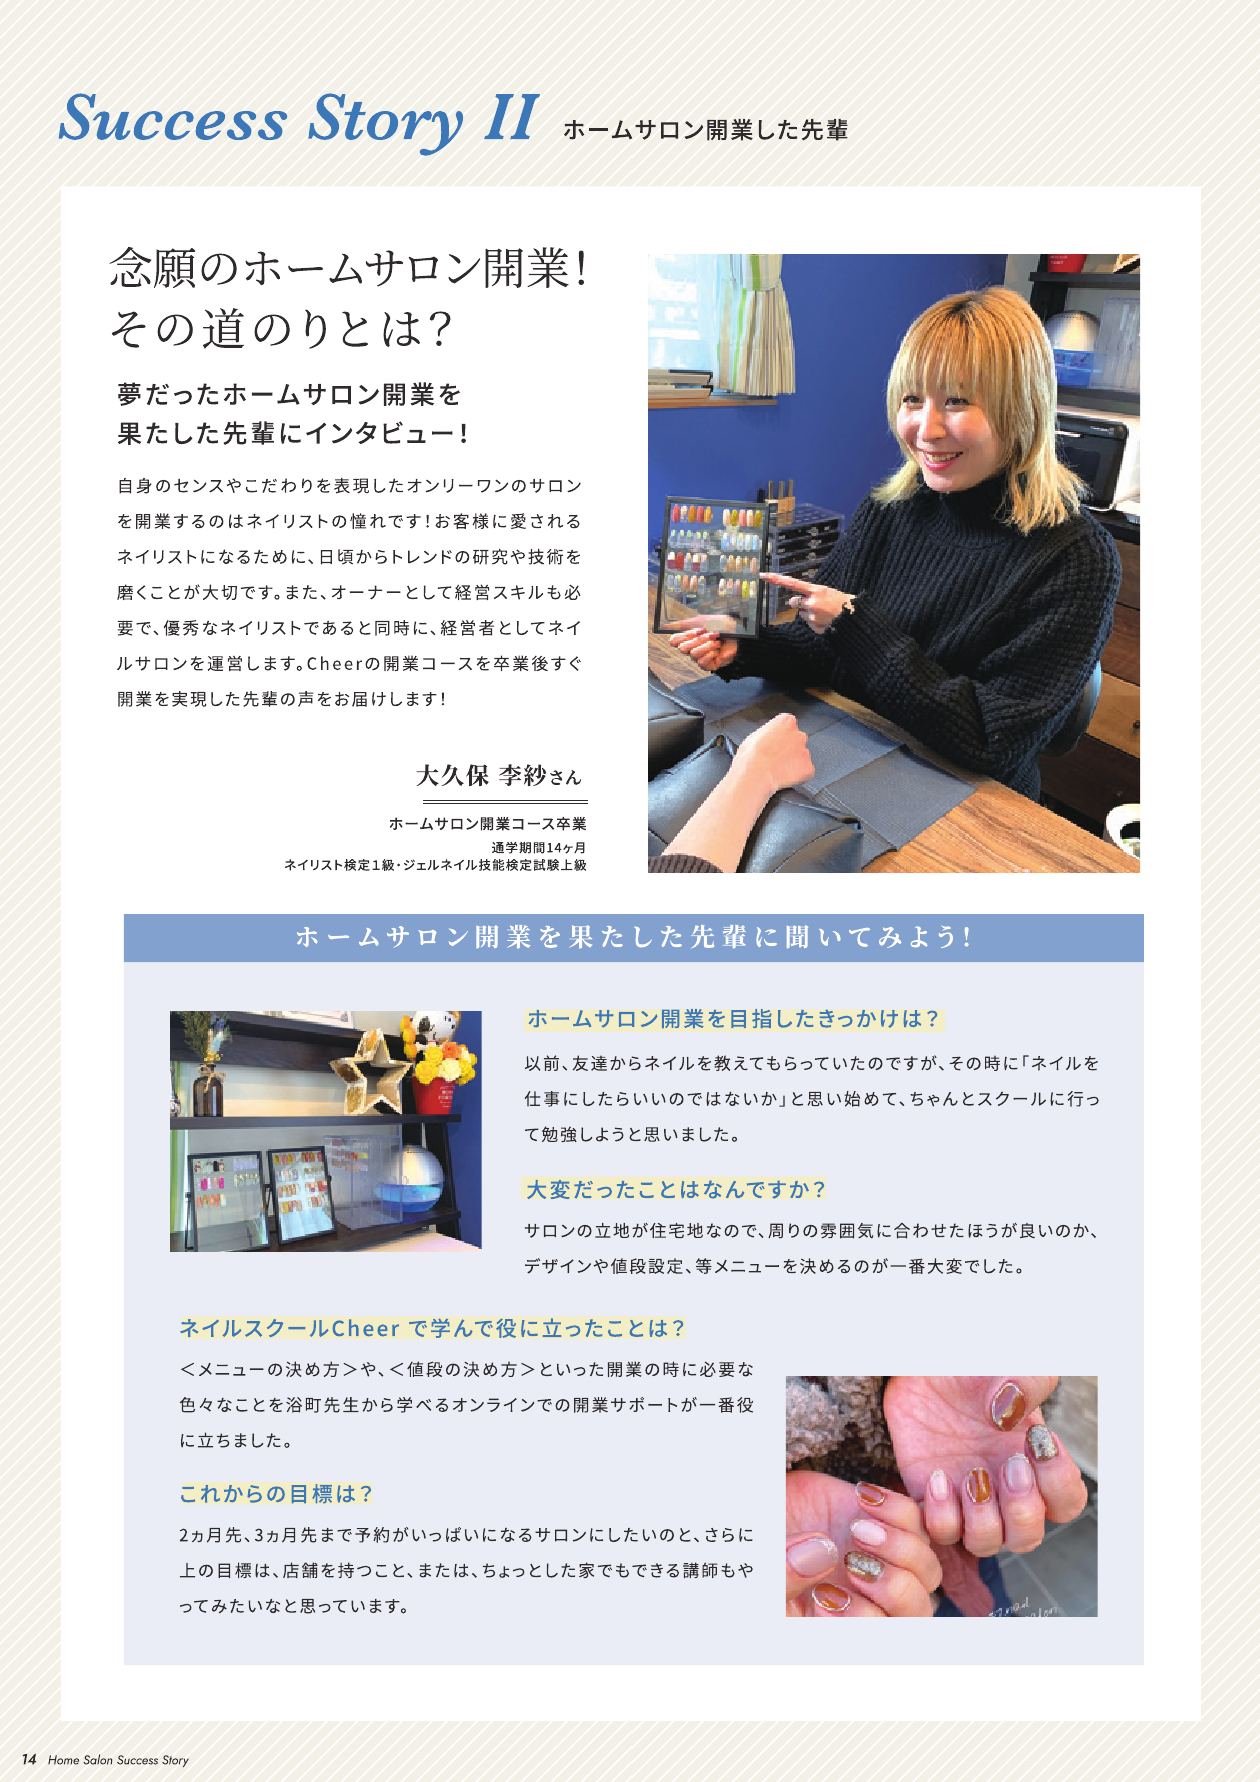 Success Story II ホームサロン開業した先輩
念願のホームサロン開業！
その道のりとは？
夢だったホームサロン開業を
果たした先輩にインタビュー！
自身のセンスやこだわりを表現したオンリーワンのサロン
を開業するのはネイリストの憧れです！お客様に愛される
ネイリストになるために、日頃からトレンドの研究や技術を
磨くことが大切です。また、オーナーとして経営スキルも必
要で、優秀なネイリストであると同時に、経営者としてネイ
ルサロンを運営します。Cheerの開業コースを卒業後すぐ
開業を実現した先輩の声をお届けします！
大久保 李紗さん
ホームサロン開業コース卒業
通学期間14ヶ月
ネイリスト検定1級・ジェルネイル技能検定試験上級
ホームサロン開業を果たした先輩に聞いてみよう！
ホームサロン開業を目指したきっかけは？
以前、友達からネイルを教えてもらっていたのですが、その時に「ネイルを
仕事にしたらいいのではないか」と思い始めて、ちゃんとスクールに行っ
て勉強しようと思いました。
大変だったことはなんですか？
サロンの立地が住宅地なので、周りの雰囲気に合わせたほうが良いのか、
デザインや値段設定、等メニューを決めるのが一番大変でした。
ネイルスクールCheer で学んで役に立ったことは？
＜メニューの決め方＞や、＜値段の決め方＞といった開業の時に必要な
色々なことを浴町先生から学べるオンラインでの開業サポートが一番役
に立ちました。
これからの目標は？
2ヵ月先、3ヵ月先まで予約がいっぱいになるサロンにしたいのと、さらに
上の目標は、店舗を持つこと、または、ちょっとした家でもできる講師もや
ってみたいなと思っています。
14 Home Salon Success Story